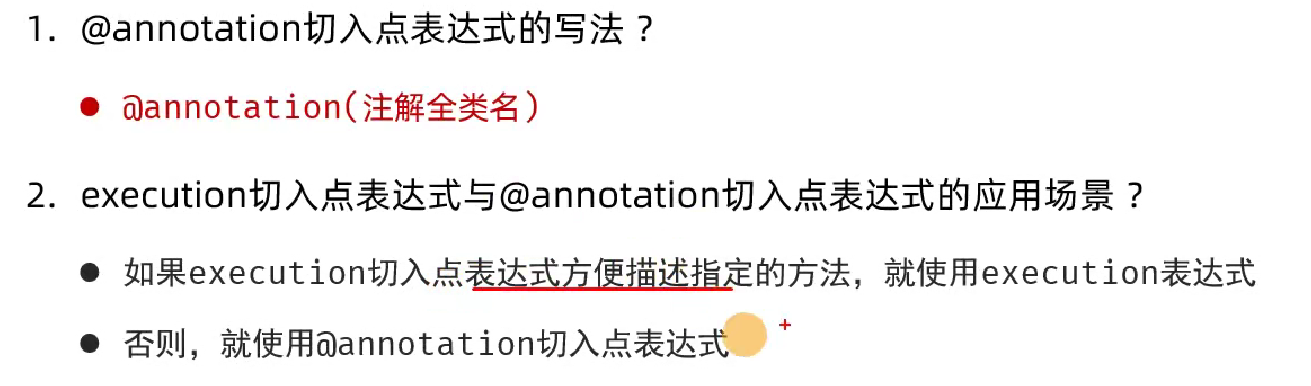 1. @annotation切入点表达式的写法？
● @annotation(注解全类名)
2. execution切入点表达式与@annotation切入点表达式的应用场景？
● 如果execution切入点表达式方便描述指定的方法，就使用execution表达式
● 否则，就使用@annotation切入点表达式